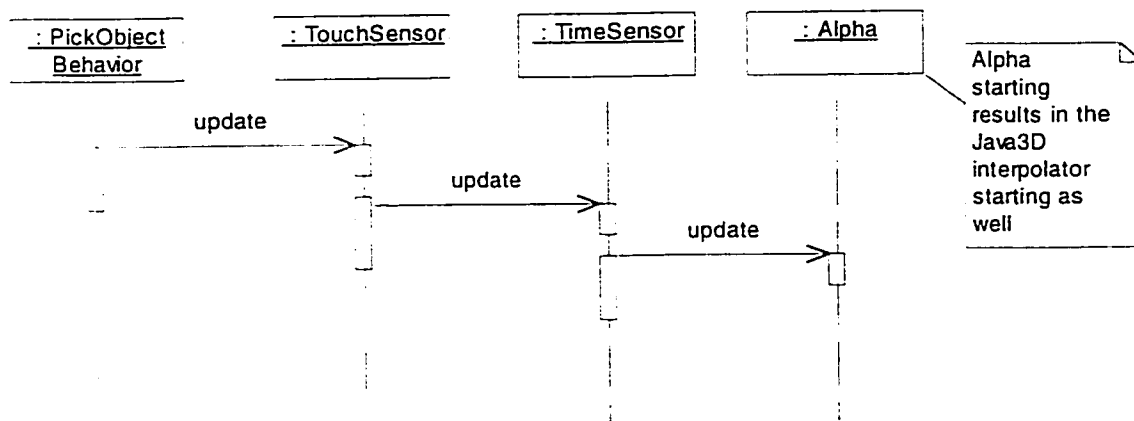 : PickObject
Behavior
: TouchSensor
: TimeSensor
: Alpha
Alpha
starting
results in the
Java3D
interpolator
starting as
well
update
update
update